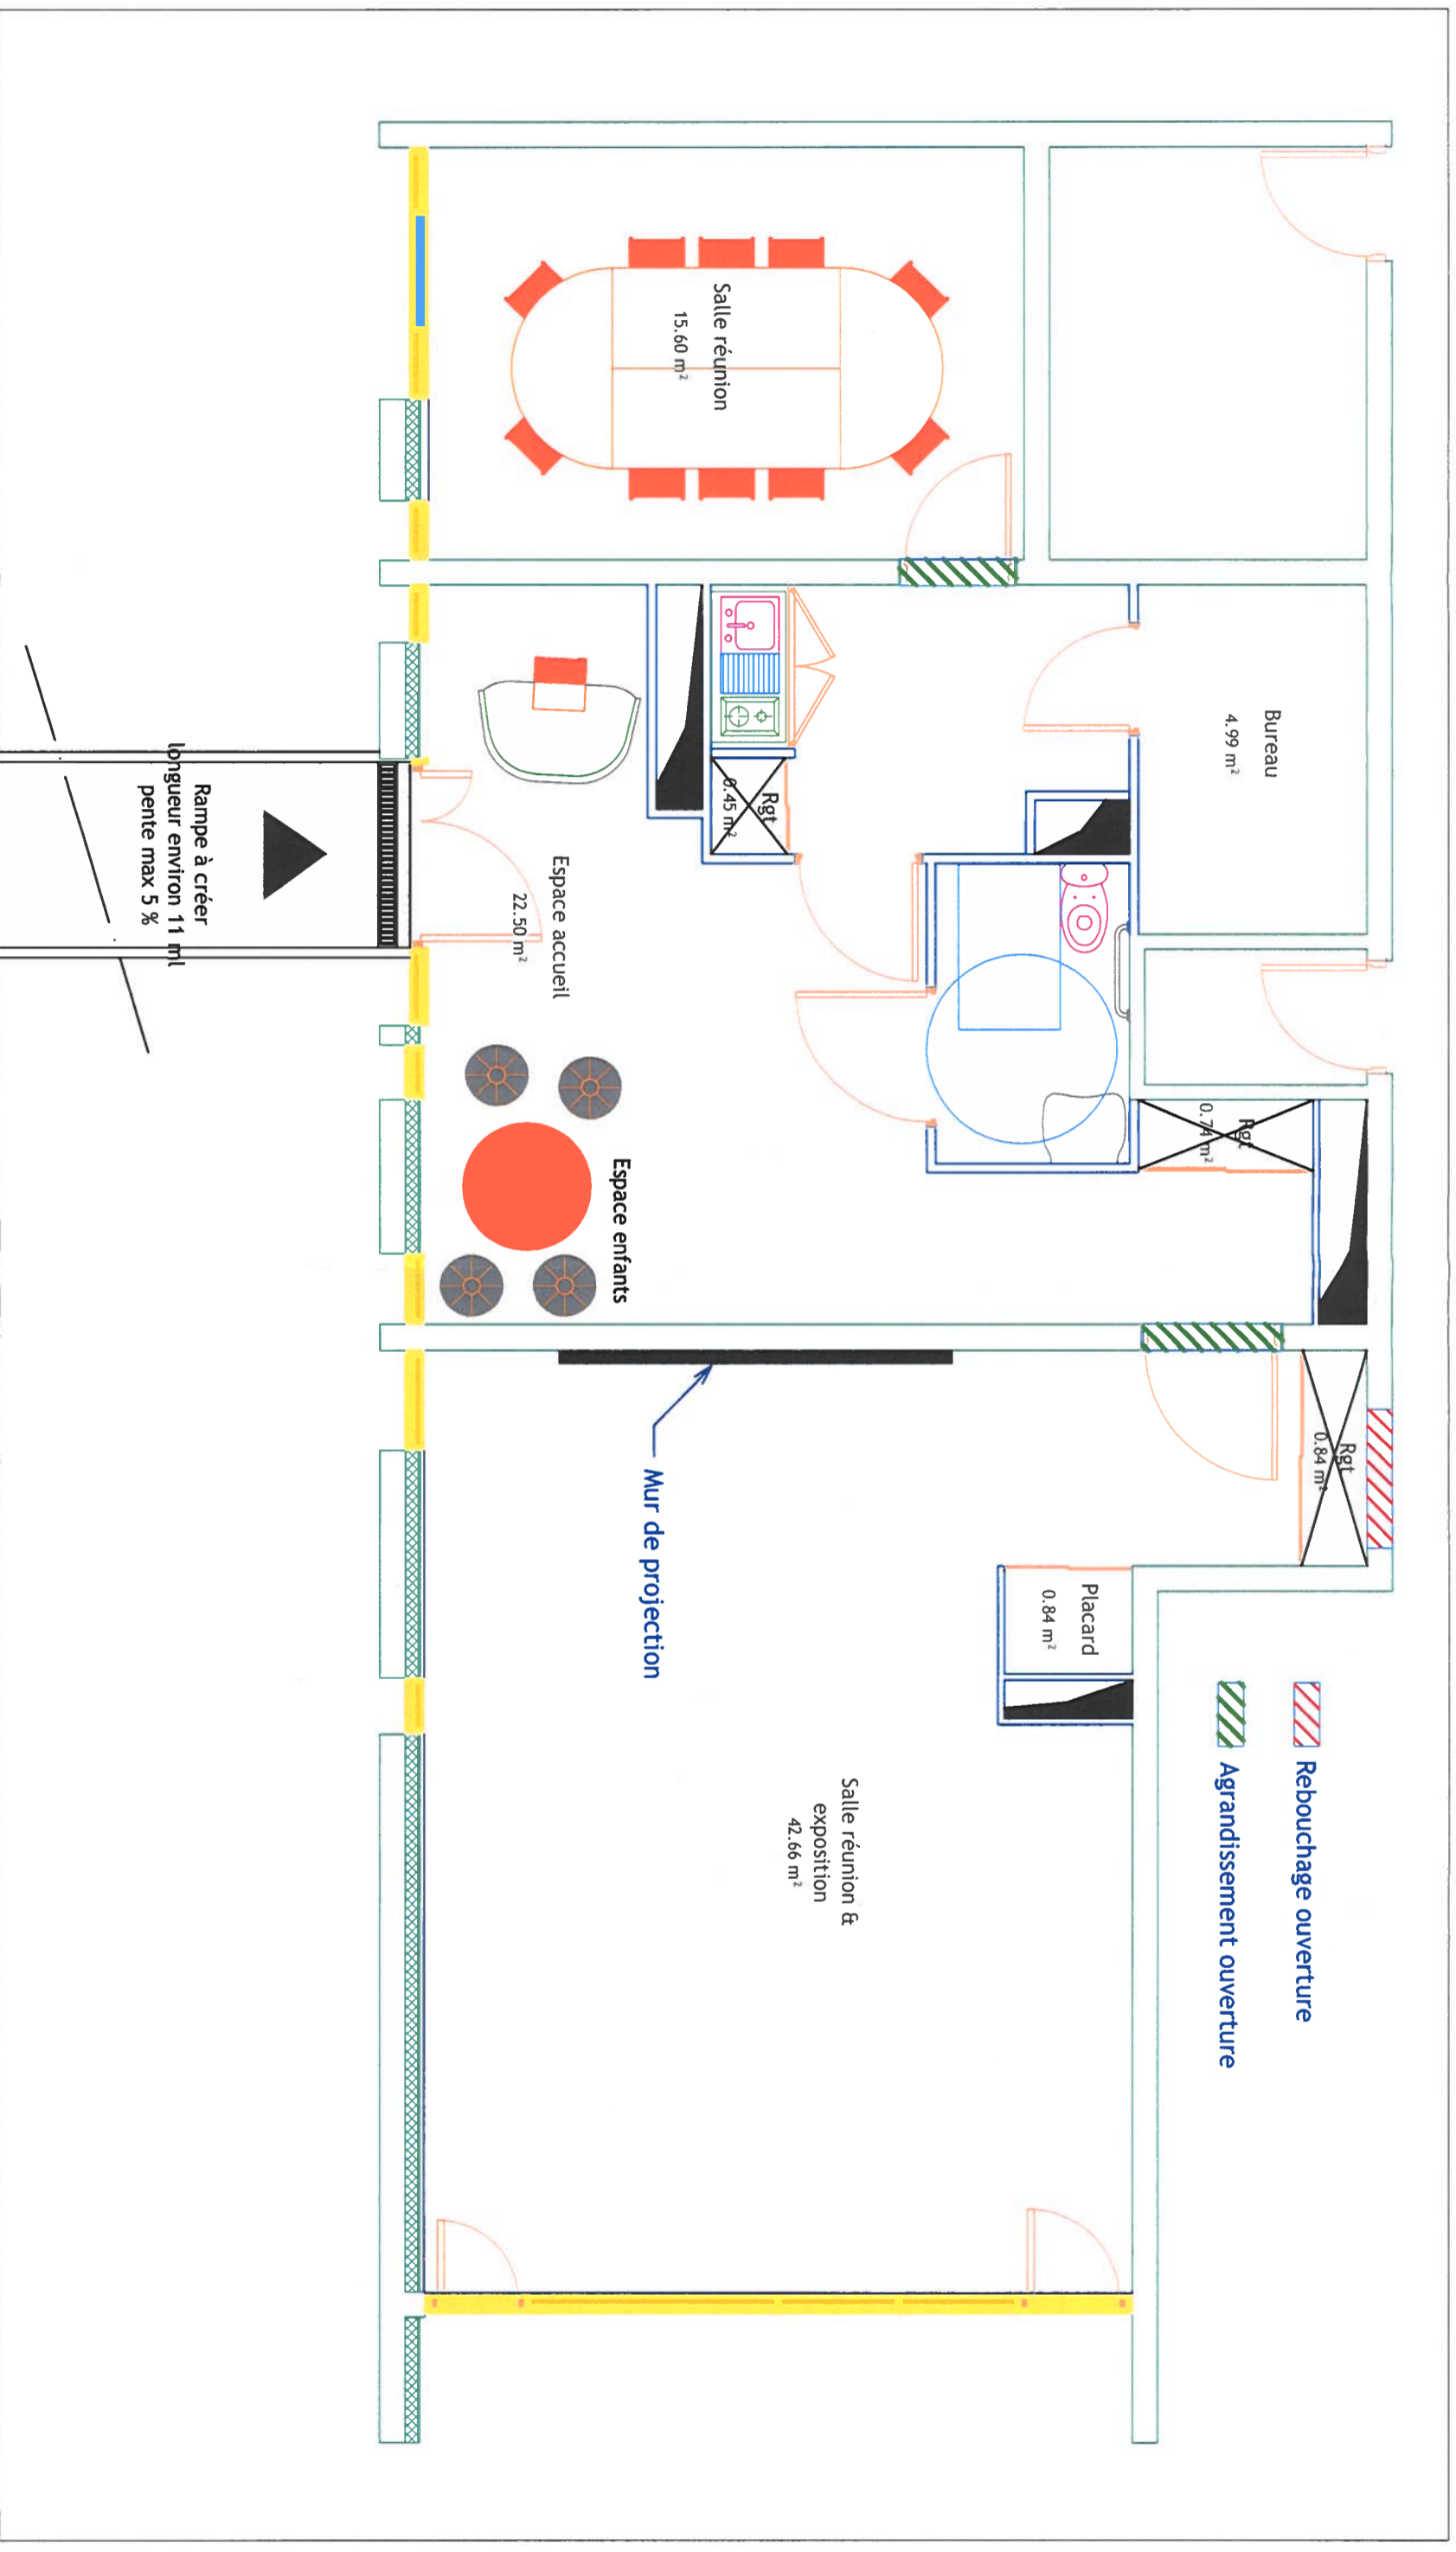 Bureau
4.99 m²
Salle réunion
15.60 m²
Rgt
0.45 m²
Espace accueil
22.50 m²
Rampe à créer
longueur environ 11 ml
pente max 5 %
Espace enfants
Rgt
0.74 m²
Rgt
0.84 m²
Placard
0.84 m²
Mur de projection
Salle réunion &
exposition
42.66 m²
Rebouchage ouverture
Agrandissement ouverture